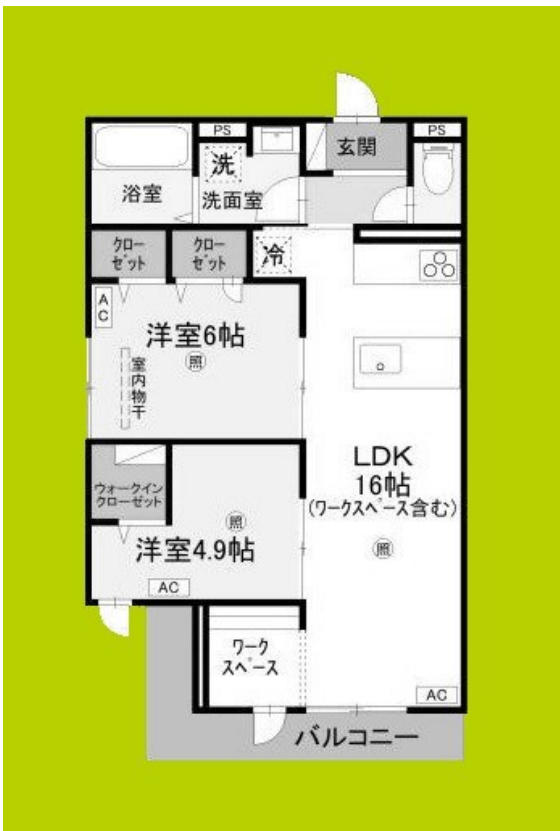 PS
PS
玄関
洗
浴室
洗面室
クロー
ゼット
クロー
ゼット
冷
AC
洋室6帖
照
室内物干
LDK
16帖
(ワークスペース含む)
照
ウォークイン
クローゼット
照
洋室4.9帖
AC
ワーク
スペース
AC
バルコニー